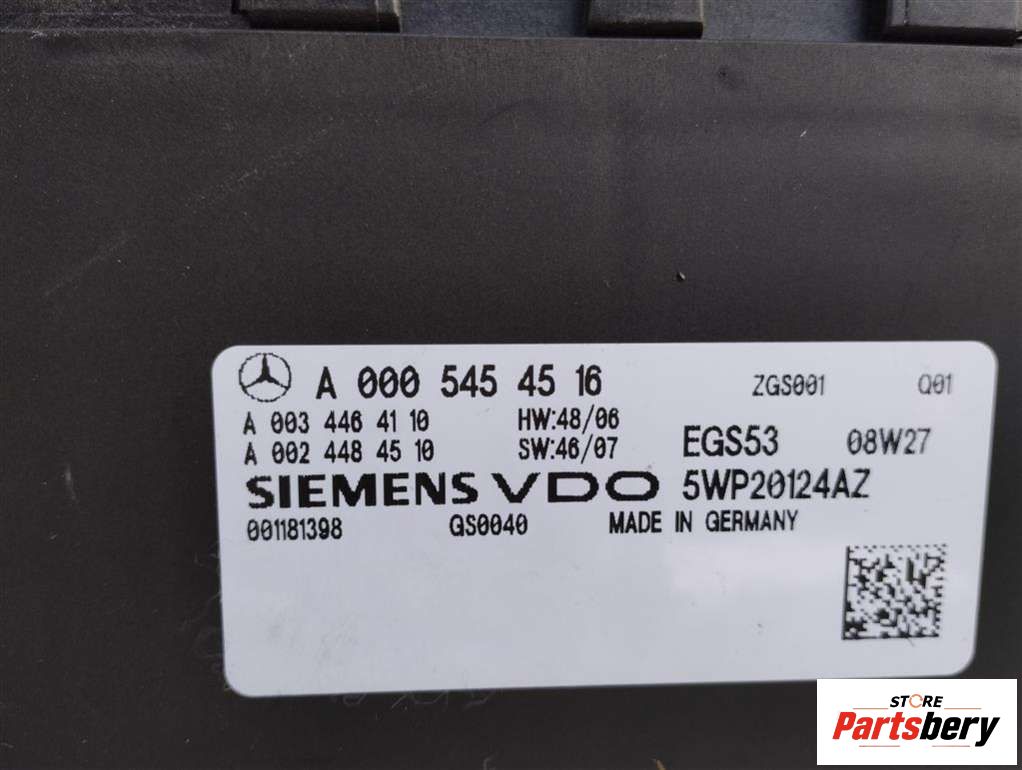 A 000 545 45 16 ZGS001 Q01
A 003 446 41 10 HW:48/06
A 002 448 45 10 SW:46/07 EGS53 08W27
SIEMENS VDO 5WP20124AZ
001181398 GS0040 MADE IN GERMANY
STORE
Partsbery